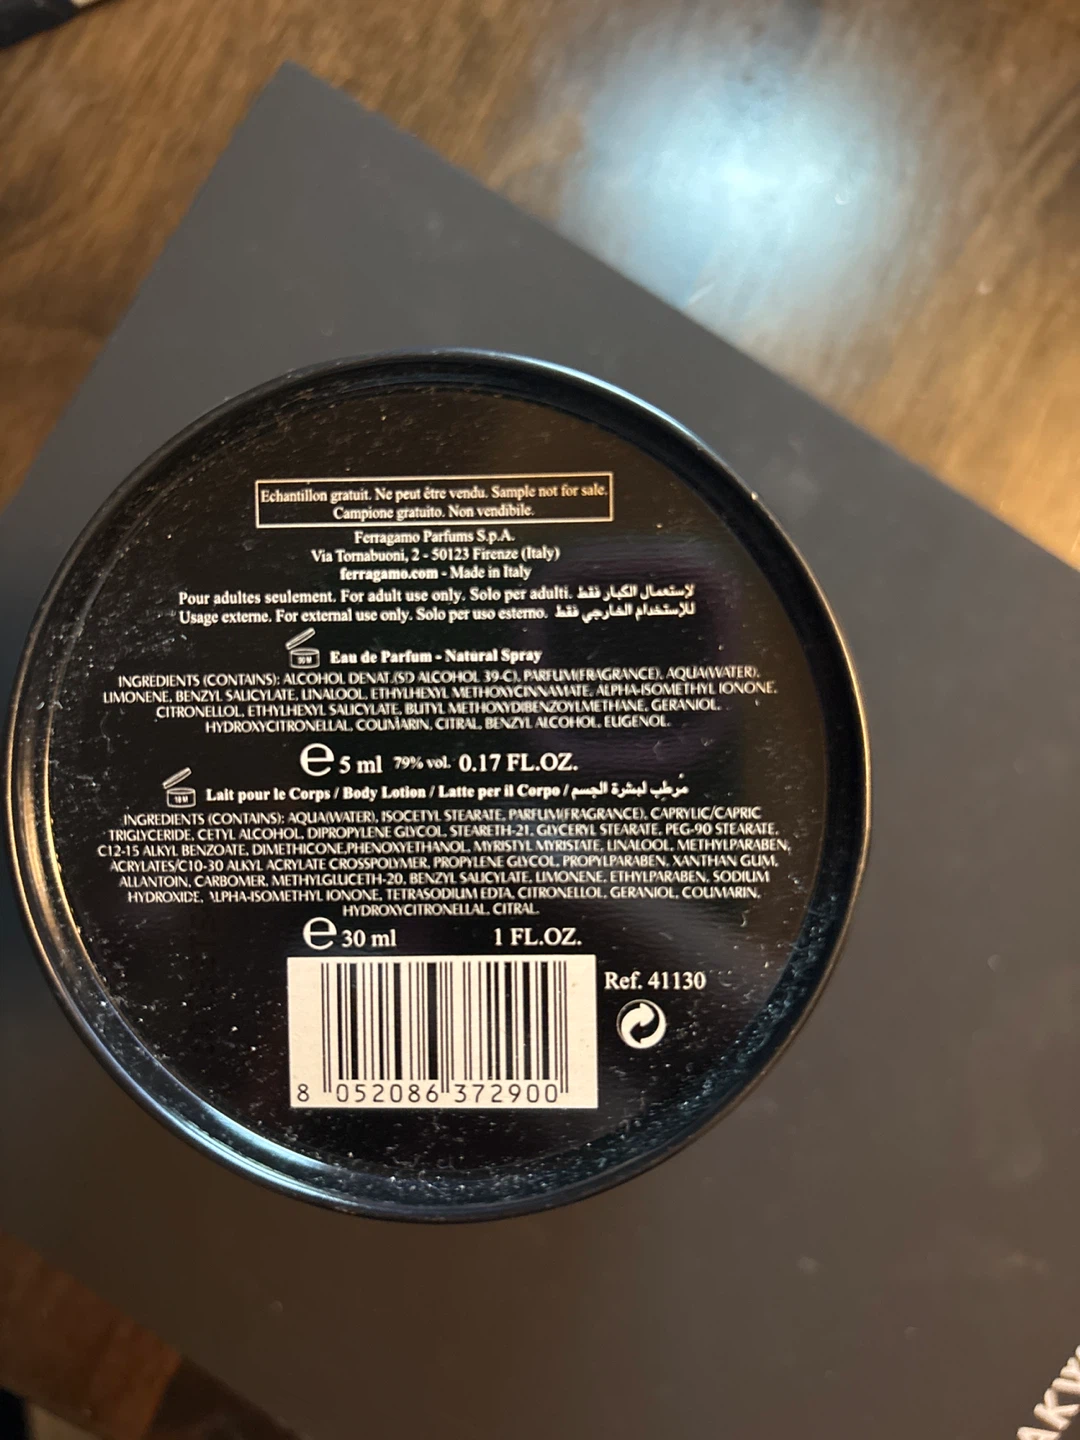 Echantillon gratuit. Ne peut être vendu. Sample not for sale.
Campione gratuito. Non vendibile.
Ferragamo Parfums S.p.A.
Via Tornabuoni, 2 - 50123 Firenze (Italy)
ferragamo.com - Made in Italy
Pour adultes seulement. For adult use only. Solo per adulti. لإستعمال الكبار فقط
Usage externe. For external use only. Solo per uso esterno. للإستخدام الخارجي فقط
Eau de Parfum - Natural Spray
INGREDIENTS (CONTAINS): ALCOHOL DENAT.(SD ALCOHOL 39-C), PARFUM(FRAGRANCE), AQUA(WATER),
LIMONENE, BENZYL SALICYLATE, LINALOOL, ETHYLHEXYL METHOXYCINNAMATE, ALPHA-ISOMETHYL IONONE,
CITRONELLOL, ETHYLHEXYL SALICYLATE, BUTYL METHOXYDIBENZOYLMETHANE, GERANIOL,
HYDROXYCITRONELLAL, COUMARIN, CITRAL, BENZYL ALCOHOL, EUGENOL.
℮ 5 ml 79% vol. 0.17 FL.OZ.
18 M Lait pour le Corps / Body Lotion / Latte per il Corpo / مُرطب لبشرة الجسم
INGREDIENTS (CONTAINS): AQUA(WATER), ISOCETYL STEARATE, PARFUM(FRAGRANCE), CAPRYLIC/CAPRIC
TRIGLYCERIDE, CETYL ALCOHOL, DIPROPYLENE GLYCOL, STEARETH-21, GLYCERYL STEARATE, PEG-90 STEARATE,
C12-15 ALKYL BENZOATE, DIMETHICONE,PHENOXYETHANOL, MYRISTYL MYRISTATE, LINALOOL, METHYLPARABEN,
ACRYLATES/C10-30 ALKYL ACRYLATE CROSSPOLYMER, PROPYLENE GLYCOL, PROPYLPARABEN, XANTHAN GUM,
ALLANTOIN, CARBOMER, METHYLGLUCETH-20, BENZYL SALICYLATE, LIMONENE, ETHYLPARABEN, SODIUM
HYDROXIDE, ALPHA-ISOMETHYL IONONE, TETRASODIUM EDTA, CITRONELLOL, GERANIOL, COUMARIN,
HYDROXYCITRONELLAL, CITRAL.
℮ 30 ml 1 FL.OZ.
Ref. 41130
8 052086 372900